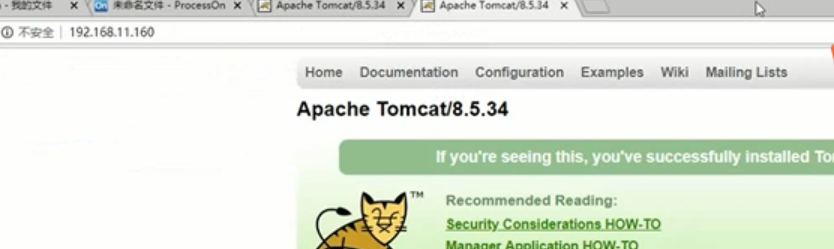 - 我的文件 × On 未命名文件 - ProcessOn × Apache Tomcat/8.5.34 × Apache Tomcat/8.5.34 ×
不安全 192.168.11.160
Home Documentation Configuration Examples Wiki Mailing Lists
Apache Tomcat/8.5.34
If you're seeing this, you've successfully installed To
TM
Recommended Reading:
Security Considerations HOW-TO
Manager Application HOW-TO